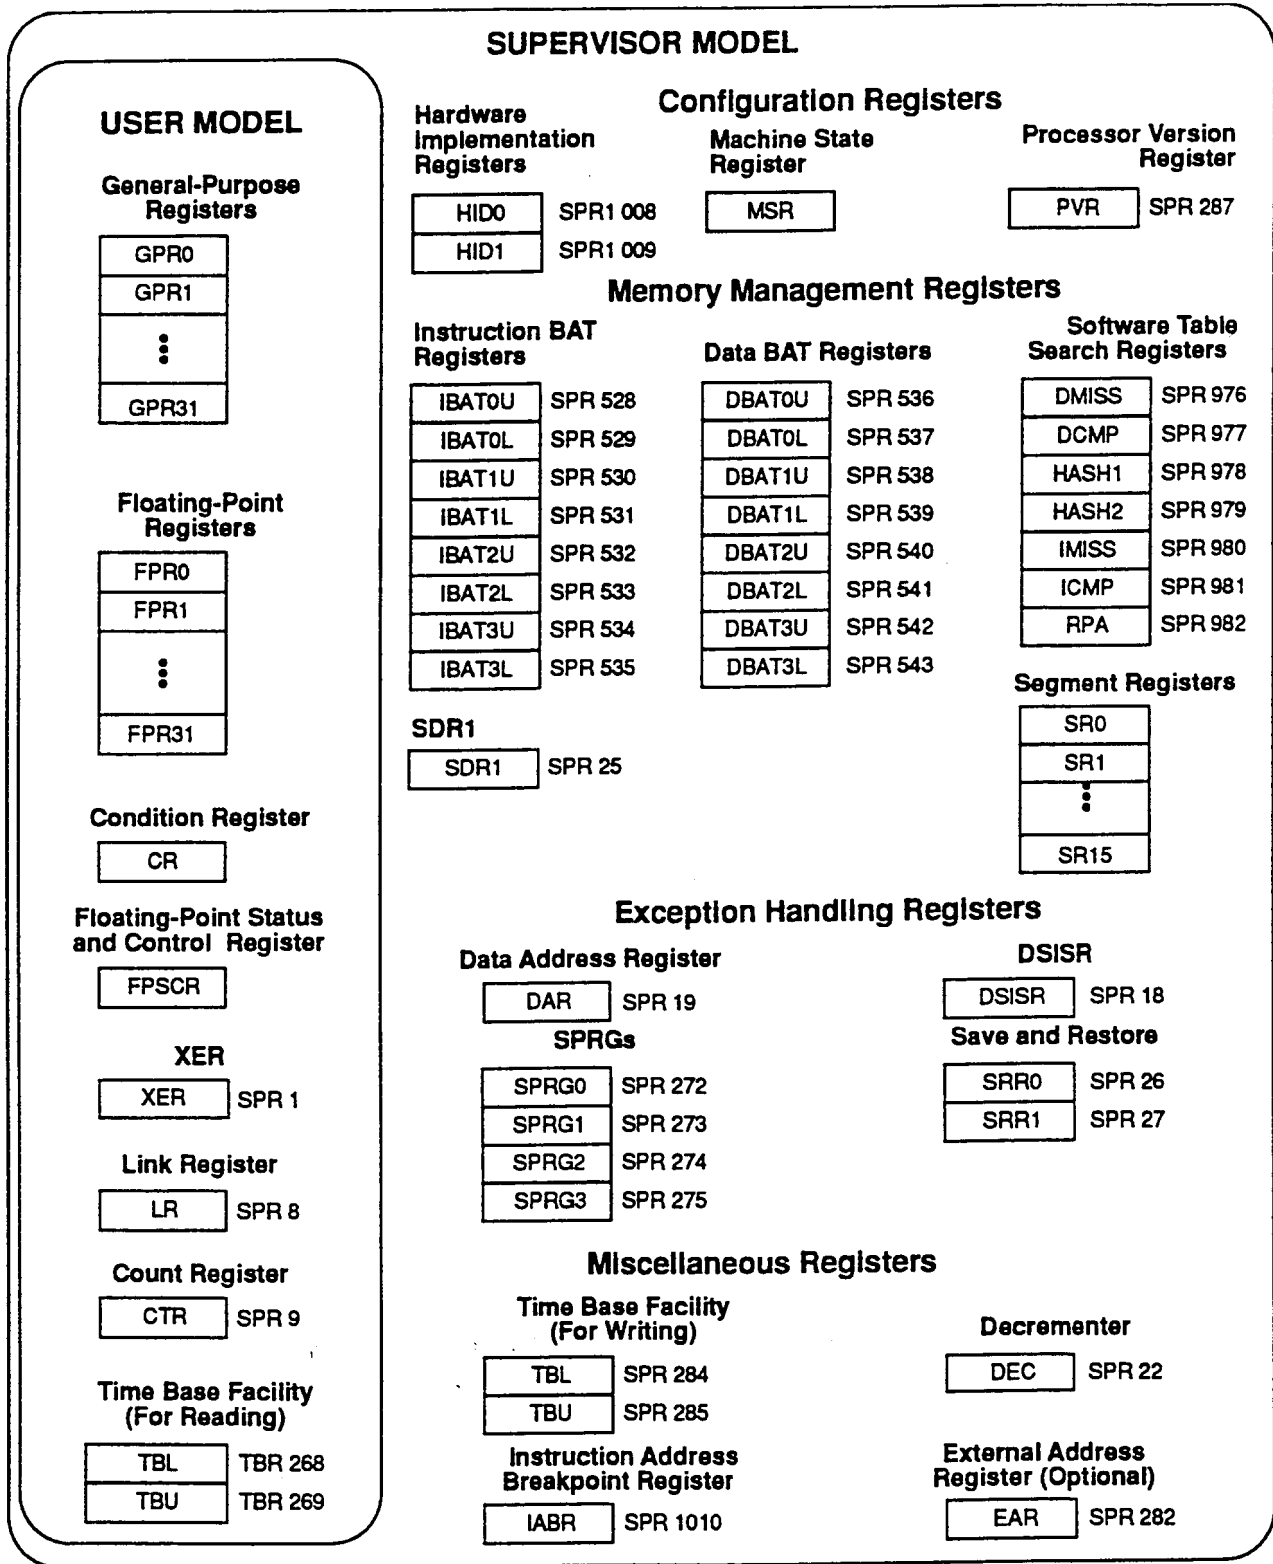 SUPERVISOR MODEL
USER MODEL
General-Purpose
Registers
GPR0
GPR1
GPR31
Floating-Point
Registers
FPR0
FPR1
FPR31
Condition Register
CR
Floating-Point Status
and Control Register
FPSCR
XER
XER SPR 1
Link Register
LR SPR 8
Count Register
CTR SPR 9
Time Base Facility
(For Reading)
TBL TBR 268
TBU TBR 269
Configuration Registers
Hardware
Implementation
Registers
HID0 SPR1 008
HID1 SPR1 009
Machine State
Register
MSR
Processor Version
Register
PVR SPR 287
Memory Management Registers
Instruction BAT
Registers
IBAT0U SPR 528
IBAT0L SPR 529
IBAT1U SPR 530
IBAT1L SPR 531
IBAT2U SPR 532
IBAT2L SPR 533
IBAT3U SPR 534
IBAT3L SPR 535
Data BAT Registers
DBAT0U SPR 536
DBAT0L SPR 537
DBAT1U SPR 538
DBAT1L SPR 539
DBAT2U SPR 540
DBAT2L SPR 541
DBAT3U SPR 542
DBAT3L SPR 543
Software Table
Search Registers
DMISS SPR 976
DCMP SPR 977
HASH1 SPR 978
HASH2 SPR 979
IMISS SPR 980
ICMP SPR 981
RPA SPR 982
SDR1
SDR1 SPR 25
Segment Registers
SR0
SR1
SR15
Exception Handling Registers
Data Address Register
DAR SPR 19
DSISR
DSISR SPR 18
SPRGs
SPRG0 SPR 272
SPRG1 SPR 273
SPRG2 SPR 274
SPRG3 SPR 275
Save and Restore
SRR0 SPR 26
SRR1 SPR 27
Miscellaneous Registers
Time Base Facility
(For Writing)
TBL SPR 284
TBU SPR 285
Decrementer
DEC SPR 22
Instruction Address
Breakpoint Register
IABR SPR 1010
External Address
Register (Optional)
EAR SPR 282